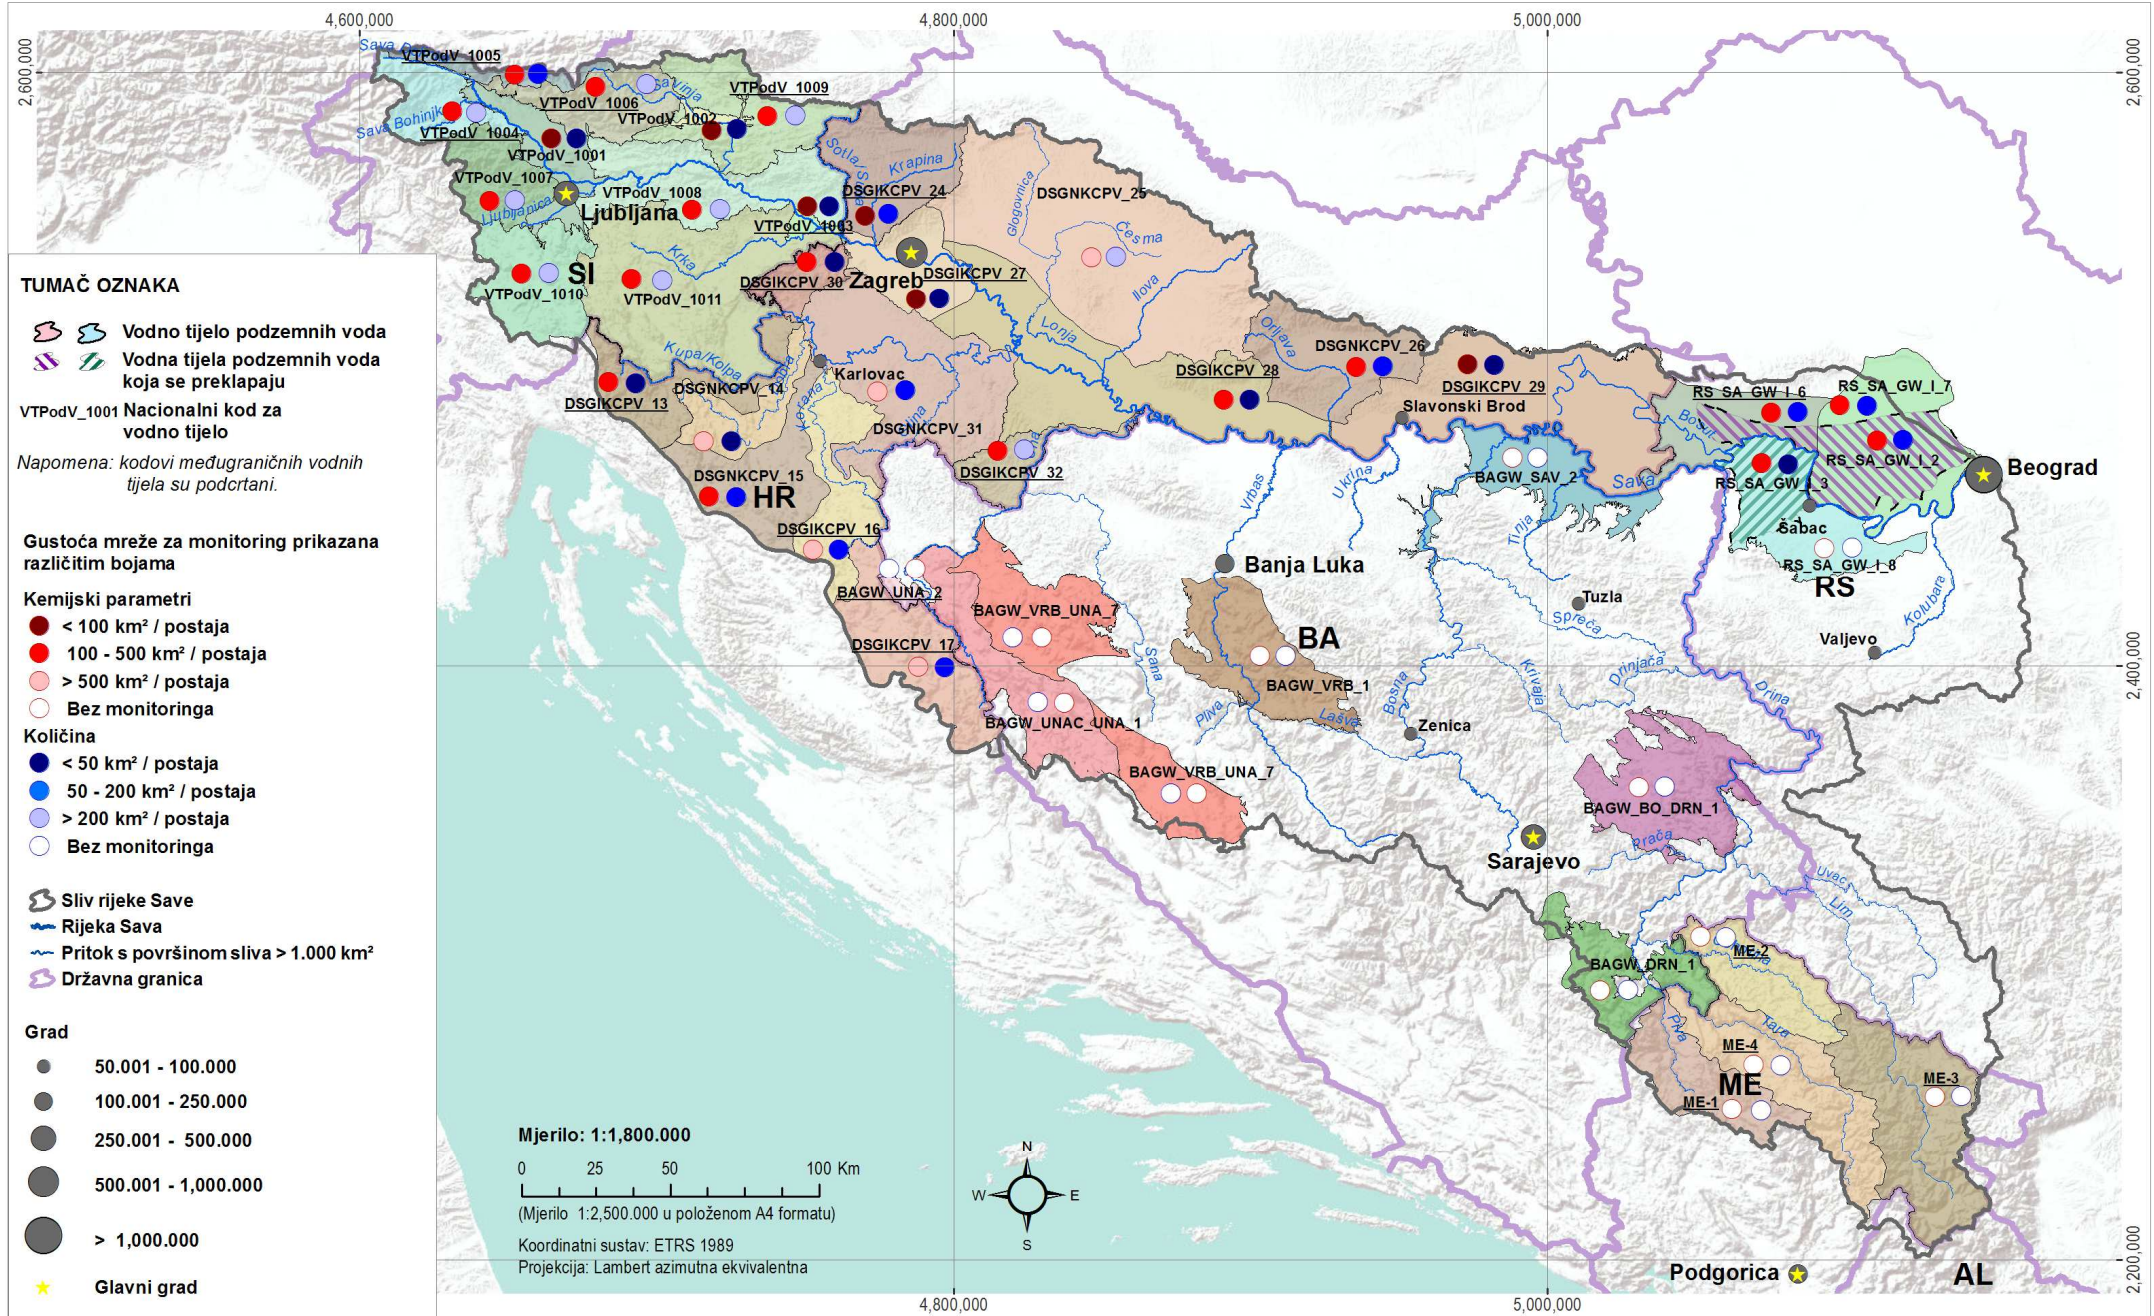 4,600,000
4,800,000
5,000,000
2,600,000
2,600,000
VTPodV_1005
VTPodV_1006
VTPodV_1009
VTPodV_1002
Sava Bohinjka
VTPodV_1004
VTPodV_1001
VTPodV_1007
VTPodV_1008
Ljubljanica
Ljubljana
Sotla
Krapina
DSGIKCPV_24
VTPodV_1003
Glogovnica
DSGNKCPV_25
Česma
Ilova
Krka
SI
VTPodV_1010
VTPodV_1011
DSGIKCPV_30
Zagreb
DSGIKCPV_27
Lonja
Orljava
DSGNKCPV_26
DSGIKCPV_28
DSGIKCPV_29
Slavonski Brod
Kupa/Kolpa
Karlovac
DSGIKCPV_13
DSGNKCPV_14
Korana
DSGNKCPV_31
DSGIKCPV_32
DSGNKCPV_15
HR
DSGIKCPV_16
RS_SA_GW_I_6
RS_SA_GW_I_7
Bosut
RS_SA_GW_I_2
RS_SA_GW_I_3
Beograd
Šabac
RS_SA_GW_I_8
RS
Kolubara
Valjevo
Vrbas
Ukrina
BAGW_SAV_2
Sava
Tinja
Banja Luka
Tuzla
Spreča
BAGW_UNA_2
BAGW_VRB_UNA_7
DSGIKCPV_17
Sana
BA
BAGW_VRB_1
Bosna
Krivaja
Drinjača
Drina
2,400,000
BAGW_UNAC_UNA_1
Pliva
Lašva
Zenica
BAGW_VRB_UNA_7
BAGW_BO_DRN_1
Prača
Sarajevo
Uvac
Lim
BAGW_DRN_1
ME-2
Piva
Tara
ME-4
ME
ME-1
ME-3
Podgorica
AL
2,200,000
4,800,000
5,000,000
TUMAČ OZNAKA
Vodno tijelo podzemnih voda
Vodna tijela podzemnih voda
koja se preklapaju
VTPodV_1001 Nacionalni kod za
vodno tijelo
Napomena: kodovi međugraničnih vodnih
tijela su podcrtani.
Gustoća mreže za monitoring prikazana
različitim bojama
Kemijski parametri
< 100 km² / postaja
100 - 500 km² / postaja
> 500 km² / postaja
Bez monitoringa
Količina
< 50 km² / postaja
50 - 200 km² / postaja
> 200 km² / postaja
Bez monitoringa
Sliv rijeke Save
Rijeka Sava
Pritok s površinom sliva > 1.000 km²
Državna granica
Grad
50.001 - 100.000
100.001 - 250.000
250.001 - 500.000
500.001 - 1,000.000
> 1,000.000
Glavni grad
Mjerilo: 1:1,800.000
0 25 50 100 Km
(Mjerilo 1:2,500.000 u položenom A4 formatu)
Koordinatni sustav: ETRS 1989
Projekcija: Lambert azimutna ekvivalentna
N
W E
S